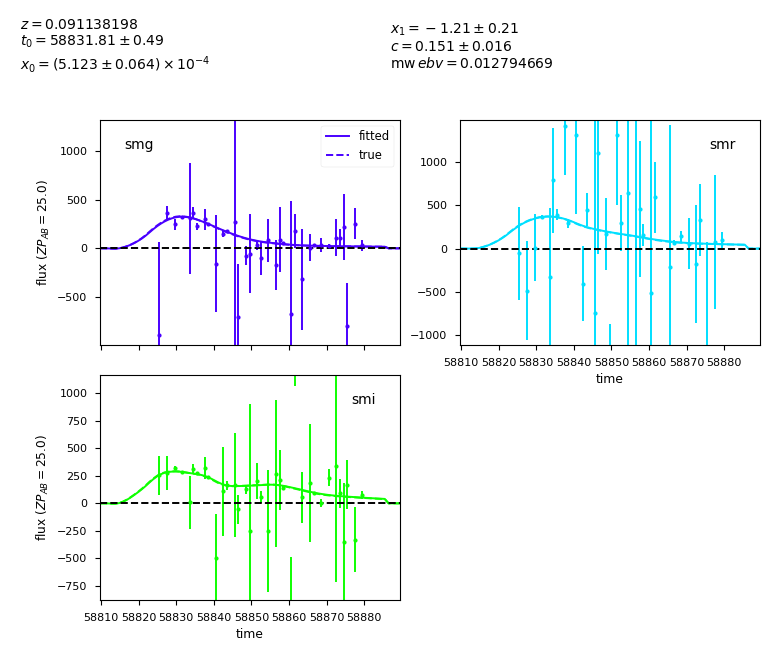 z = 0.091138198
t₀ = 58831.81 ± 0.49
x₀ = (5.123 ± 0.064) × 10⁻⁴
x₁ = −1.21 ± 0.21
c = 0.151 ± 0.016
mw ebv = 0.012794669
smg
fitted
true
1000
500
0
−500
flux (ZP_AB = 25.0)
smr
1000
500
0
−500
−1000
58810 58820 58830 58840 58850 58860 58870 58880
time
smi
1000
750
500
250
0
−250
−500
−750
flux (ZP_AB = 25.0)
58810 58820 58830 58840 58850 58860 58870 58880
time